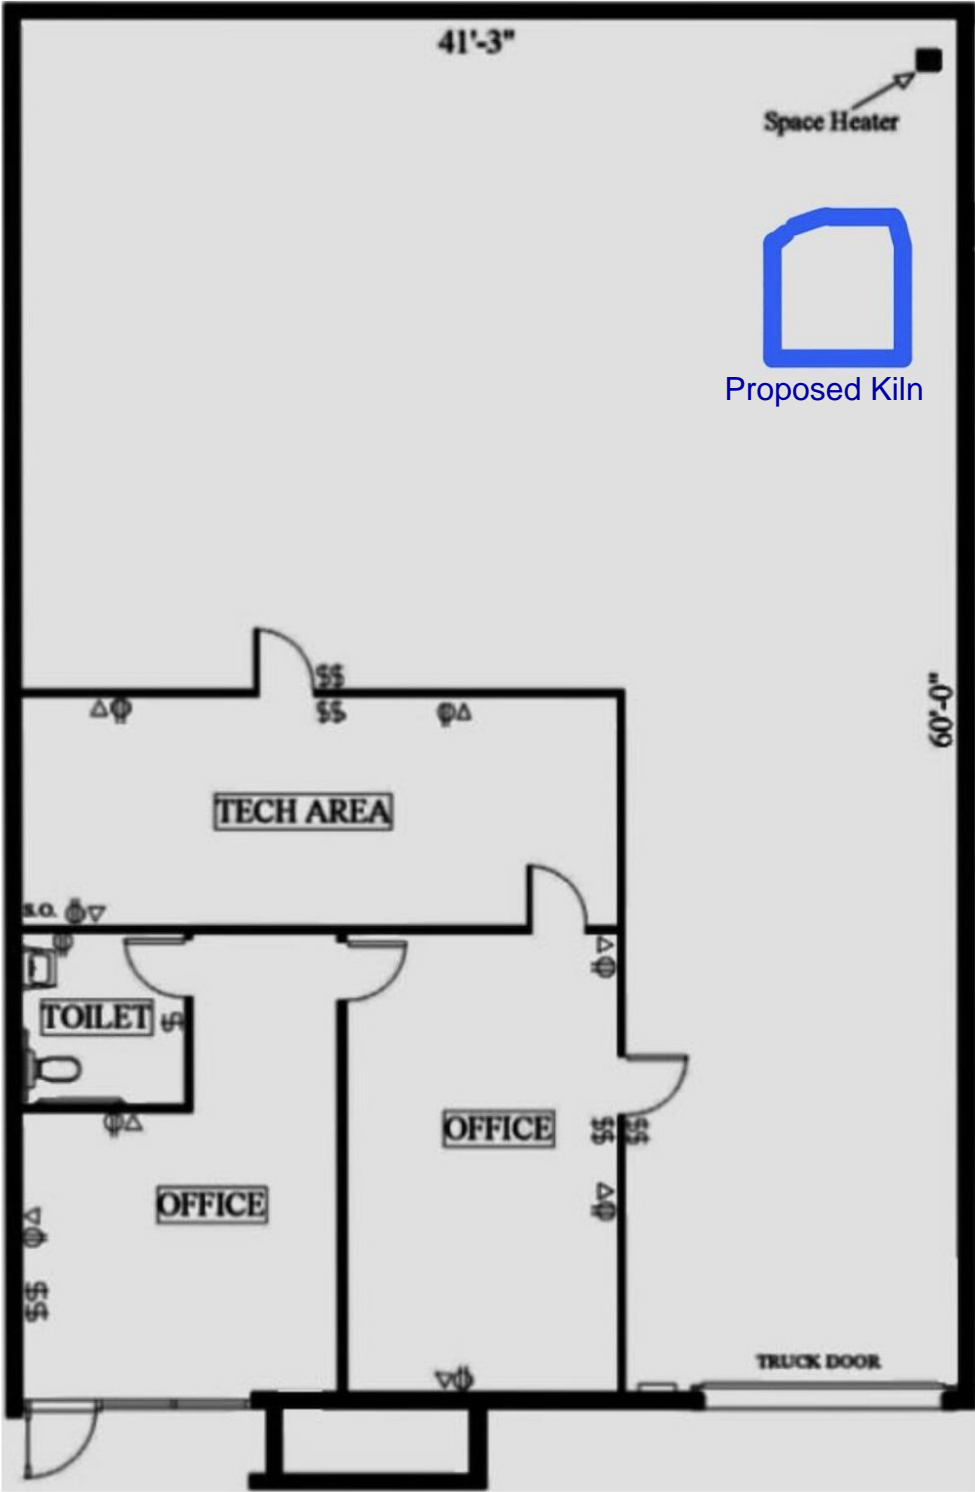 41'-3"
Space Heater
Proposed Kiln
60'-0"
$$
$$
TECH AREA
S.O.
TOILET
$
OFFICE
$$ $$
OFFICE
$$
TRUCK DOOR